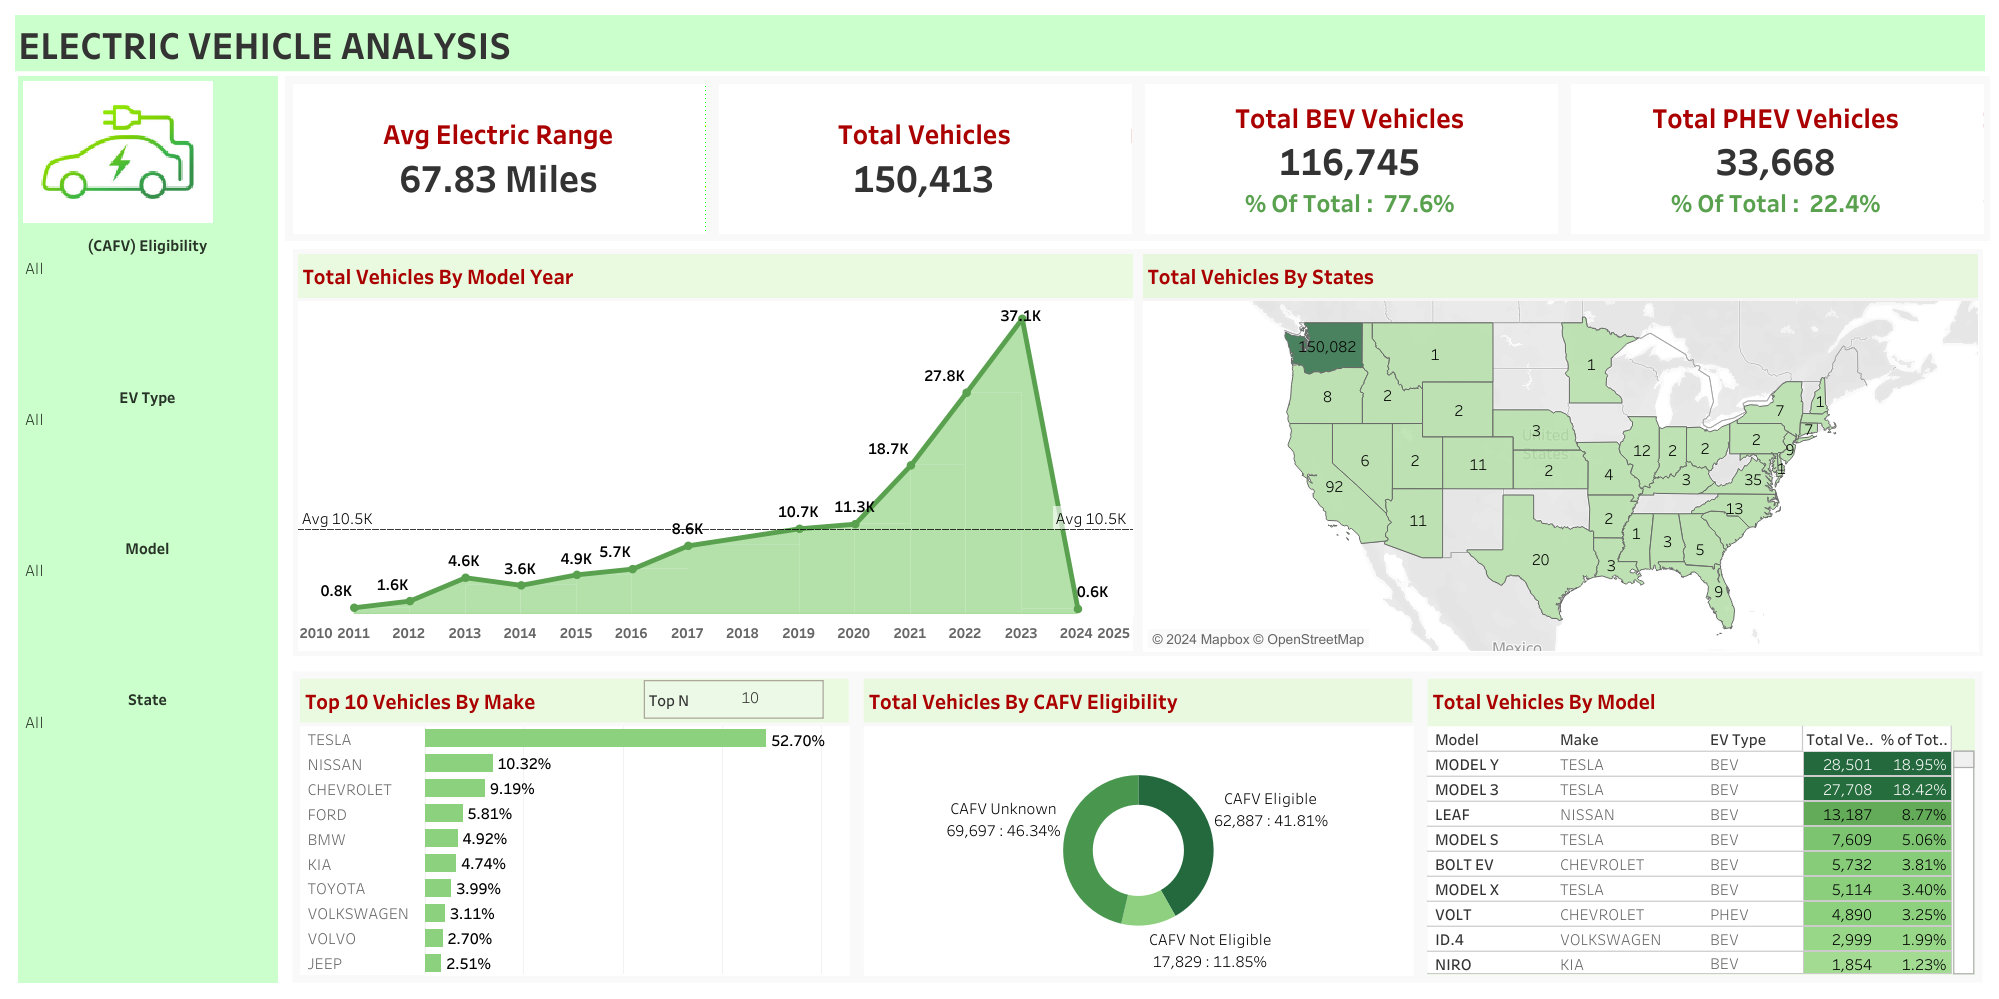 ELECTRIC VEHICLE ANALYSIS
(CAFV) Eligibility
All
EV Type
All
Model
All
State
All
Avg Electric Range
67.83 Miles
Total Vehicles
150,413
Total BEV Vehicles
116,745
% Of Total : 77.6%
Total PHEV Vehicles
33,668
% Of Total : 22.4%
Total Vehicles By Model Year
37.1K
27.8K
18.7K
Avg 10.5K
8.6K
10.7K
11.3K
Avg 10.5K
4.6K
3.6K
4.9K
5.7K
0.8K
1.6K
0.6K
2010 2011 2012 2013 2014 2015 2016 2017 2018 2019 2020 2021 2022 2023 2024 2025
Total Vehicles By States
150,082
1
1
8
2
2
7
1
3
United
States
7
2
9
6
2
11
2
4
12
2
2
1
92
3
35
11
2
13
1
3
5
20
3
9
© 2024 Mapbox © OpenStreetMap
Mexico
Top 10 Vehicles By Make
Top N 10
TESLA 52.70%
NISSAN 10.32%
CHEVROLET 9.19%
FORD 5.81%
BMW 4.92%
KIA 4.74%
TOYOTA 3.99%
VOLKSWAGEN 3.11%
VOLVO 2.70%
JEEP 2.51%
Total Vehicles By CAFV Eligibility
CAFV Unknown
69,697 : 46.34%
CAFV Eligible
62,887 : 41.81%
CAFV Not Eligible
17,829 : 11.85%
Total Vehicles By Model
Model Make EV Type Total Ve.. % of Tot..
MODEL Y TESLA BEV 28,501 18.95%
MODEL 3 TESLA BEV 27,708 18.42%
LEAF NISSAN BEV 13,187 8.77%
MODEL S TESLA BEV 7,609 5.06%
BOLT EV CHEVROLET BEV 5,732 3.81%
MODEL X TESLA BEV 5,114 3.40%
VOLT CHEVROLET PHEV 4,890 3.25%
ID.4 VOLKSWAGEN BEV 2,999 1.99%
NIRO KIA BEV 1,854 1.23%